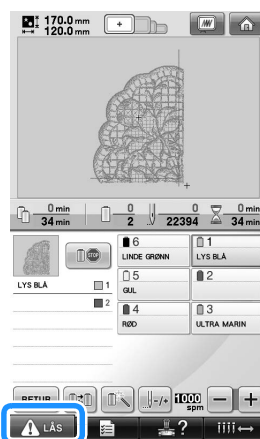 170.0 mm
120.0 mm
0 min
34 min
0
2
0
22394
0 min
34 min
LYS BLÅ
1
2
6
LINDE GRØNN
1
LYS BLÅ
5
GUL
2
4
RØD
3
ULTRA MARIN
RETUR
-/+
1000
spm
LÅS
?